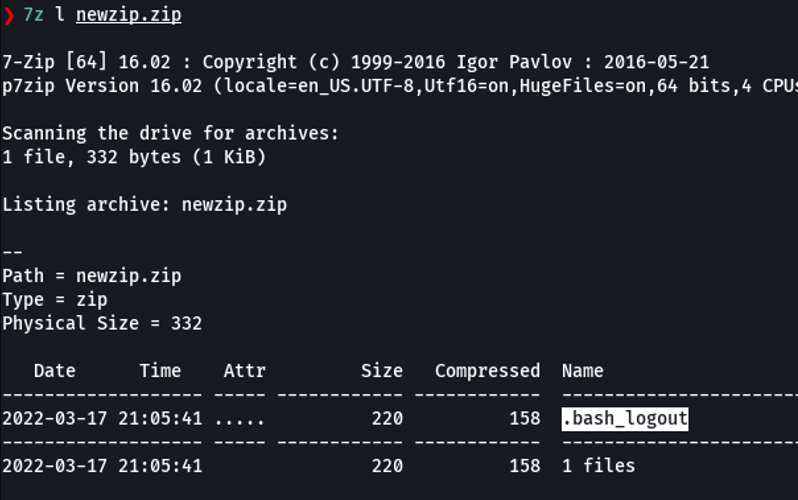 ❯ 7z l newzip.zip
7-Zip [64] 16.02 : Copyright (c) 1999-2016 Igor Pavlov : 2016-05-21
p7zip Version 16.02 (locale=en_US.UTF-8,Utf16=on,HugeFiles=on,64 bits,4 CPUs
Scanning the drive for archives:
1 file, 332 bytes (1 KiB)
Listing archive: newzip.zip
--
Path = newzip.zip
Type = zip
Physical Size = 332
   Date      Time    Attr         Size   Compressed  Name
------------------- ----- ------------ ------------  -----------------------
2022-03-17 21:05:41 .....          220          158  .bash_logout
------------------- ----- ------------ ------------  -----------------------
2022-03-17 21:05:41                220          158  1 files